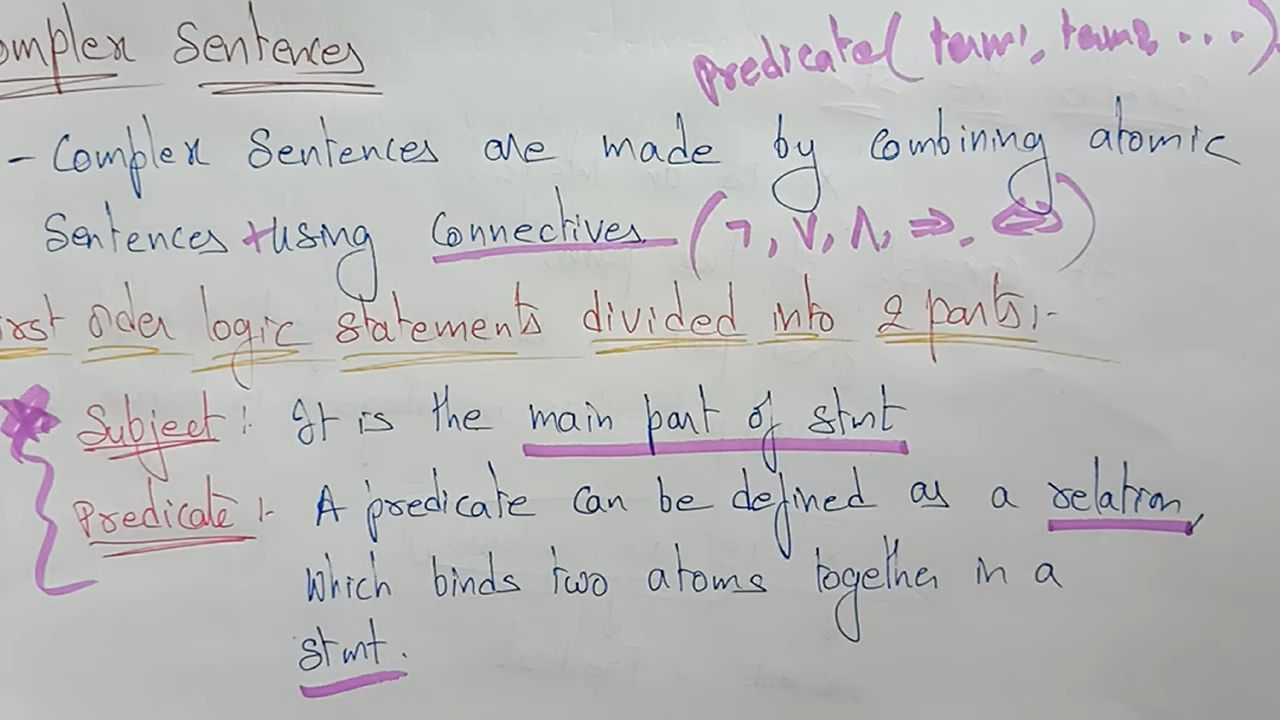 omplex Sentences
predicate(term1, term2, ...)
- Complex Sentences are made by combining atomic
Sentences + using Connectives (¬, ∨, ∧, ⇒, ⇔)
irst order logic statements divided into 2 parts:-
Subject:- It is the main part of stmt
Predicate:- A predicate can be defined as a relation,
which binds two atoms together in a
stmt.